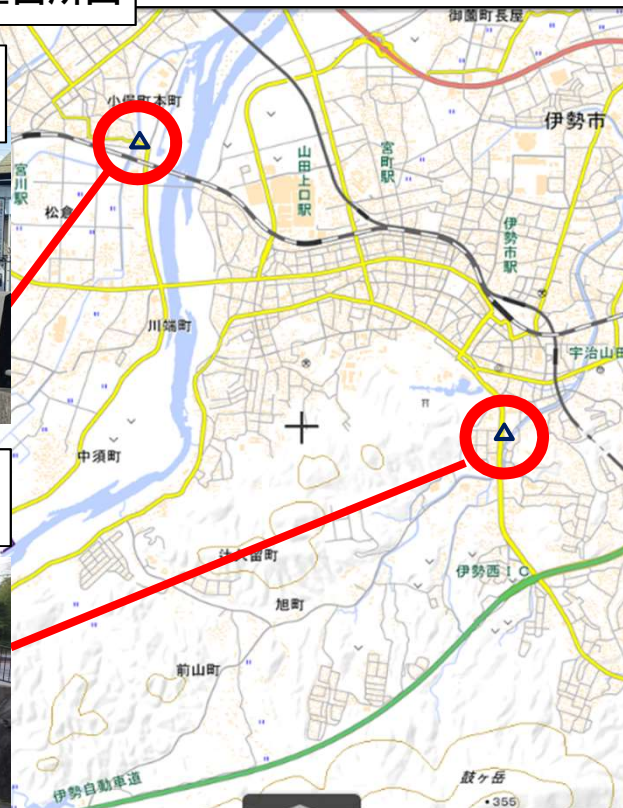 御薗町長屋
小俣町本町
伊勢市
宮町駅
山田上口駅
宮川駅
松倉
伊勢市駅
川端町
宇治山田
中須町
辻久留町
伊勢西IC
旭町
前山町
伊勢自動車道
鼓ヶ岳
・355